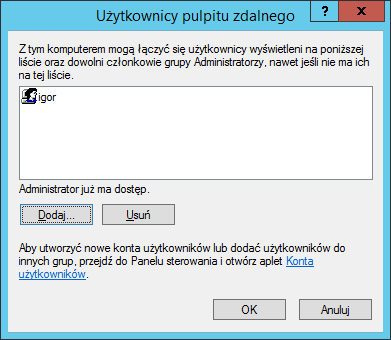 Użytkownicy pulpitu zdalnego
?
Z tym komputerem mogą łączyć się użytkownicy wyświetleni na poniższej
liście oraz dowolni członkowie grupy Administratorzy, nawet jeśli nie ma ich
na tej liście.
igor
Administrator już ma dostęp.
Dodaj... Usuń
Aby utworzyć nowe konta użytkowników lub dodać użytkowników do
innych grup, przejdź do Panelu sterowania i otwórz aplet Konta
użytkowników.
OK Anuluj